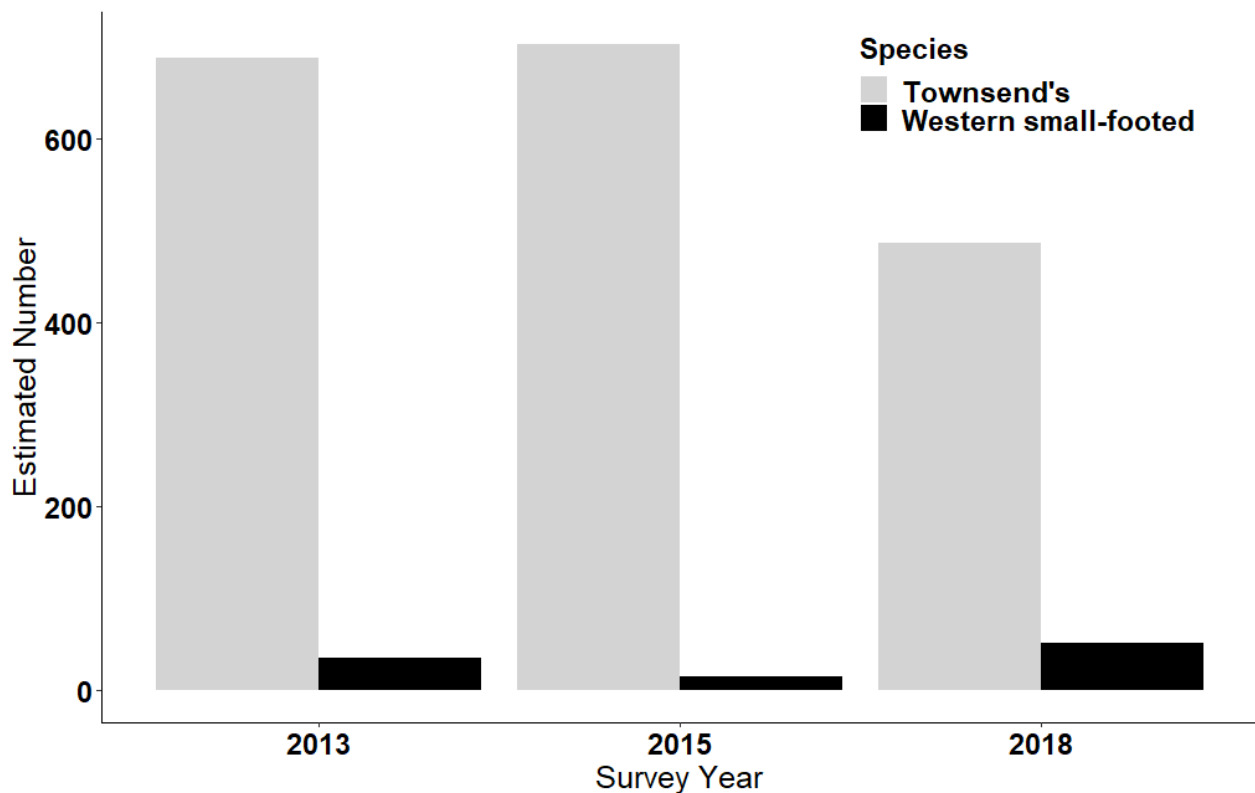 Species
Townsend's
Western small-footed
600
400
200
0
Estimated Number
2013 2015 2018
Survey Year